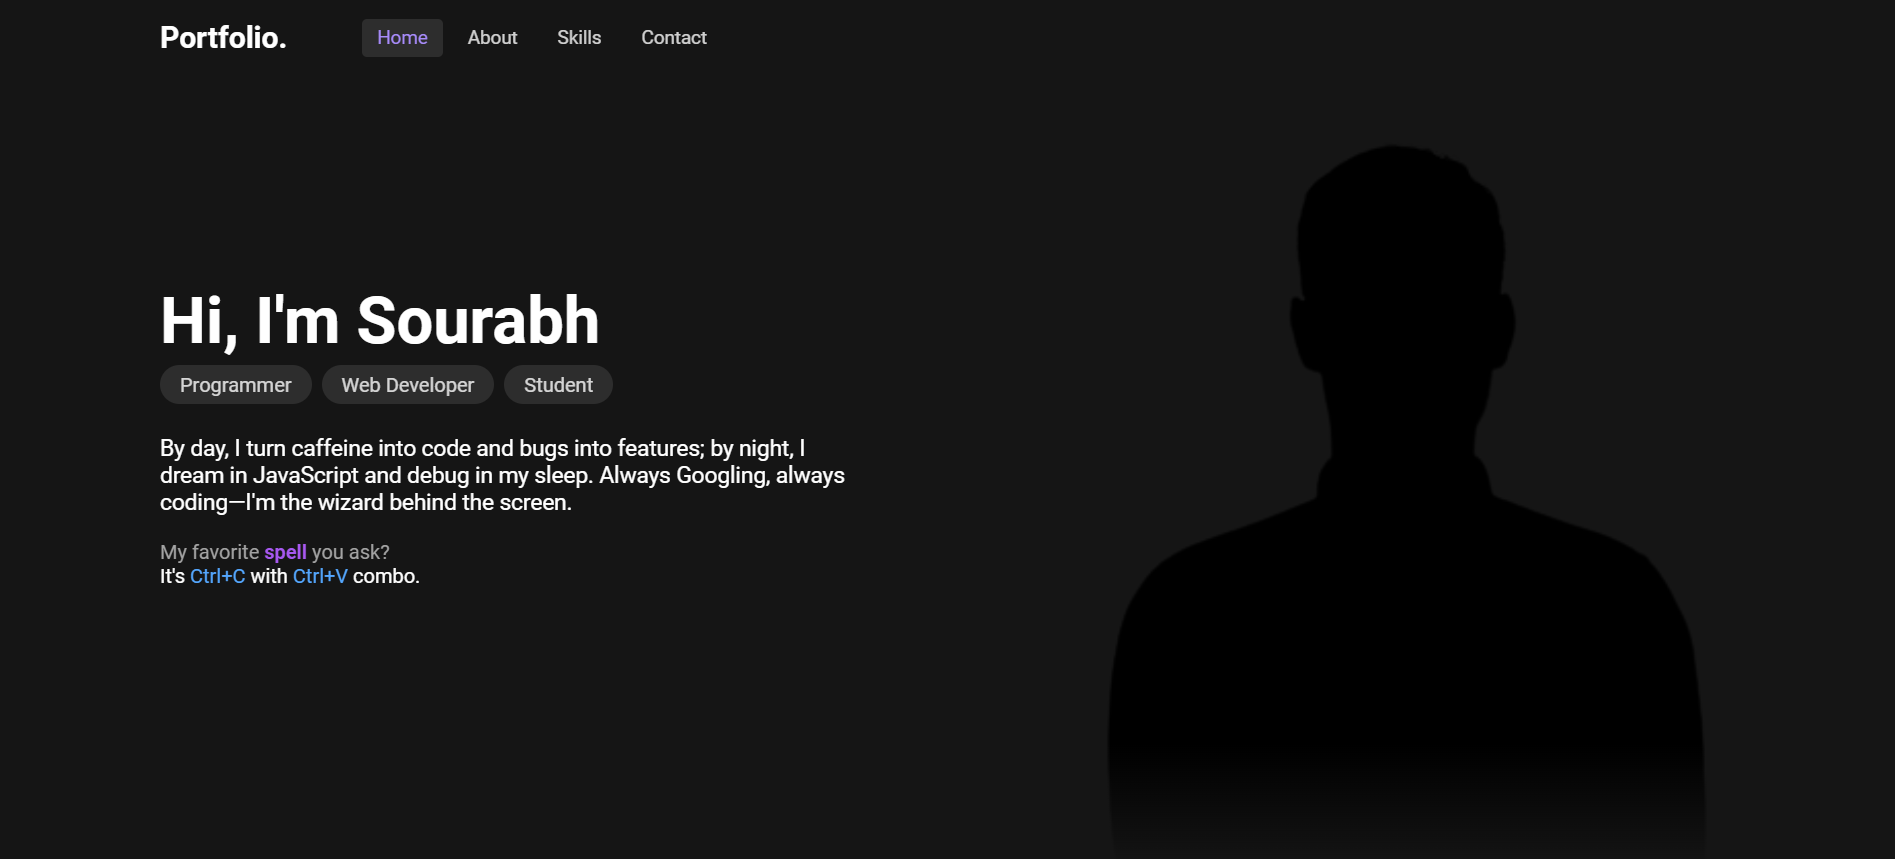 Portfolio. Home About Skills Contact
Hi, I'm Sourabh
Programmer Web Developer Student
By day, I turn caffeine into code and bugs into features; by night, I
dream in JavaScript and debug in my sleep. Always Googling, always
coding—I'm the wizard behind the screen.
My favorite spell you ask?
It's Ctrl+C with Ctrl+V combo.